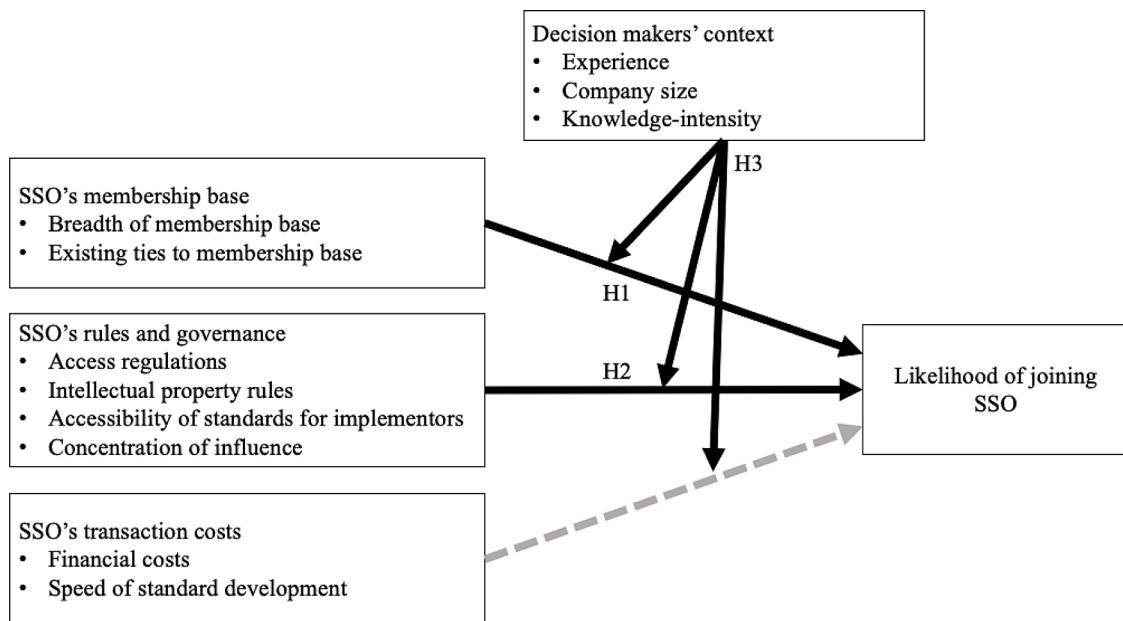 Decision makers’ context
• Experience
• Company size
• Knowledge-intensity
H3
SSO’s membership base
• Breadth of membership base
• Existing ties to membership base
H1
SSO’s rules and governance
• Access regulations
• Intellectual property rules
• Accessibility of standards for implementors
• Concentration of influence
H2
Likelihood of joining
SSO
SSO’s transaction costs
• Financial costs
• Speed of standard development